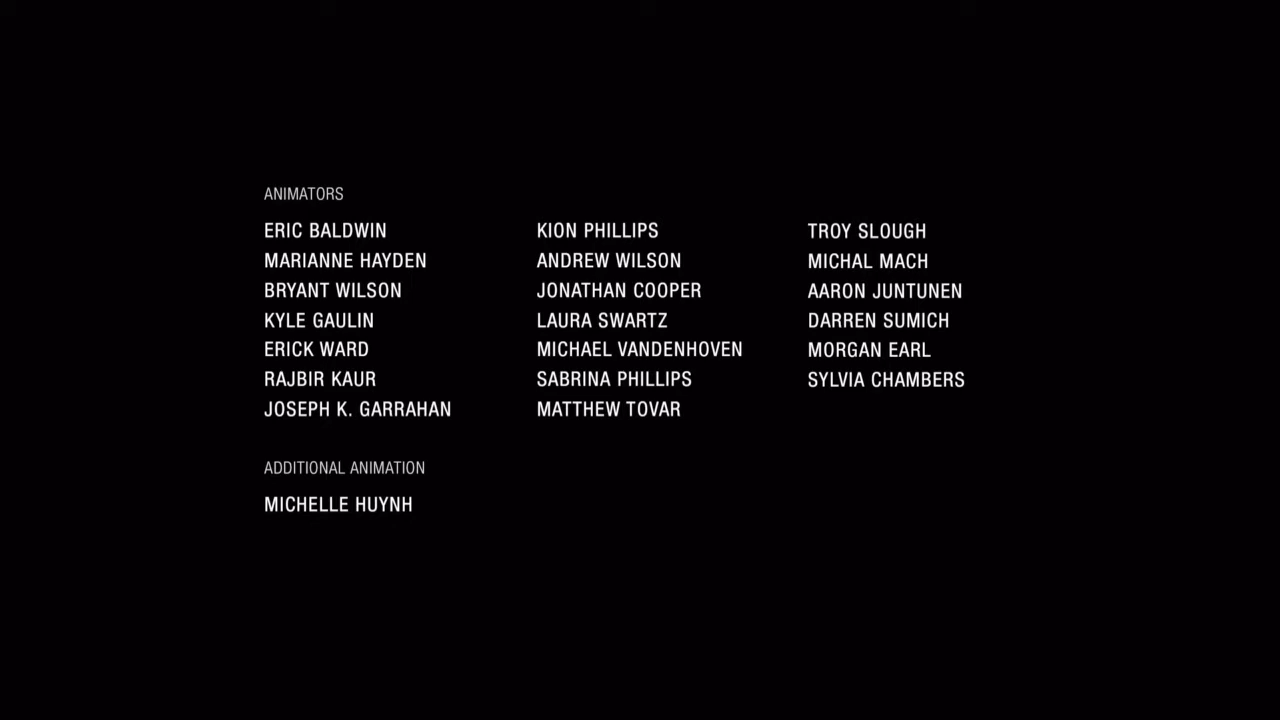 ANIMATORS
ERIC BALDWIN
MARIANNE HAYDEN
BRYANT WILSON
KYLE GAULIN
ERICK WARD
RAJBIR KAUR
JOSEPH K. GARRAHAN
KION PHILLIPS
ANDREW WILSON
JONATHAN COOPER
LAURA SWARTZ
MICHAEL VANDENHOVEN
SABRINA PHILLIPS
MATTHEW TOVAR
TROY SLOUGH
MICHAL MACH
AARON JUNTUNEN
DARREN SUMICH
MORGAN EARL
SYLVIA CHAMBERS
ADDITIONAL ANIMATION
MICHELLE HUYNH